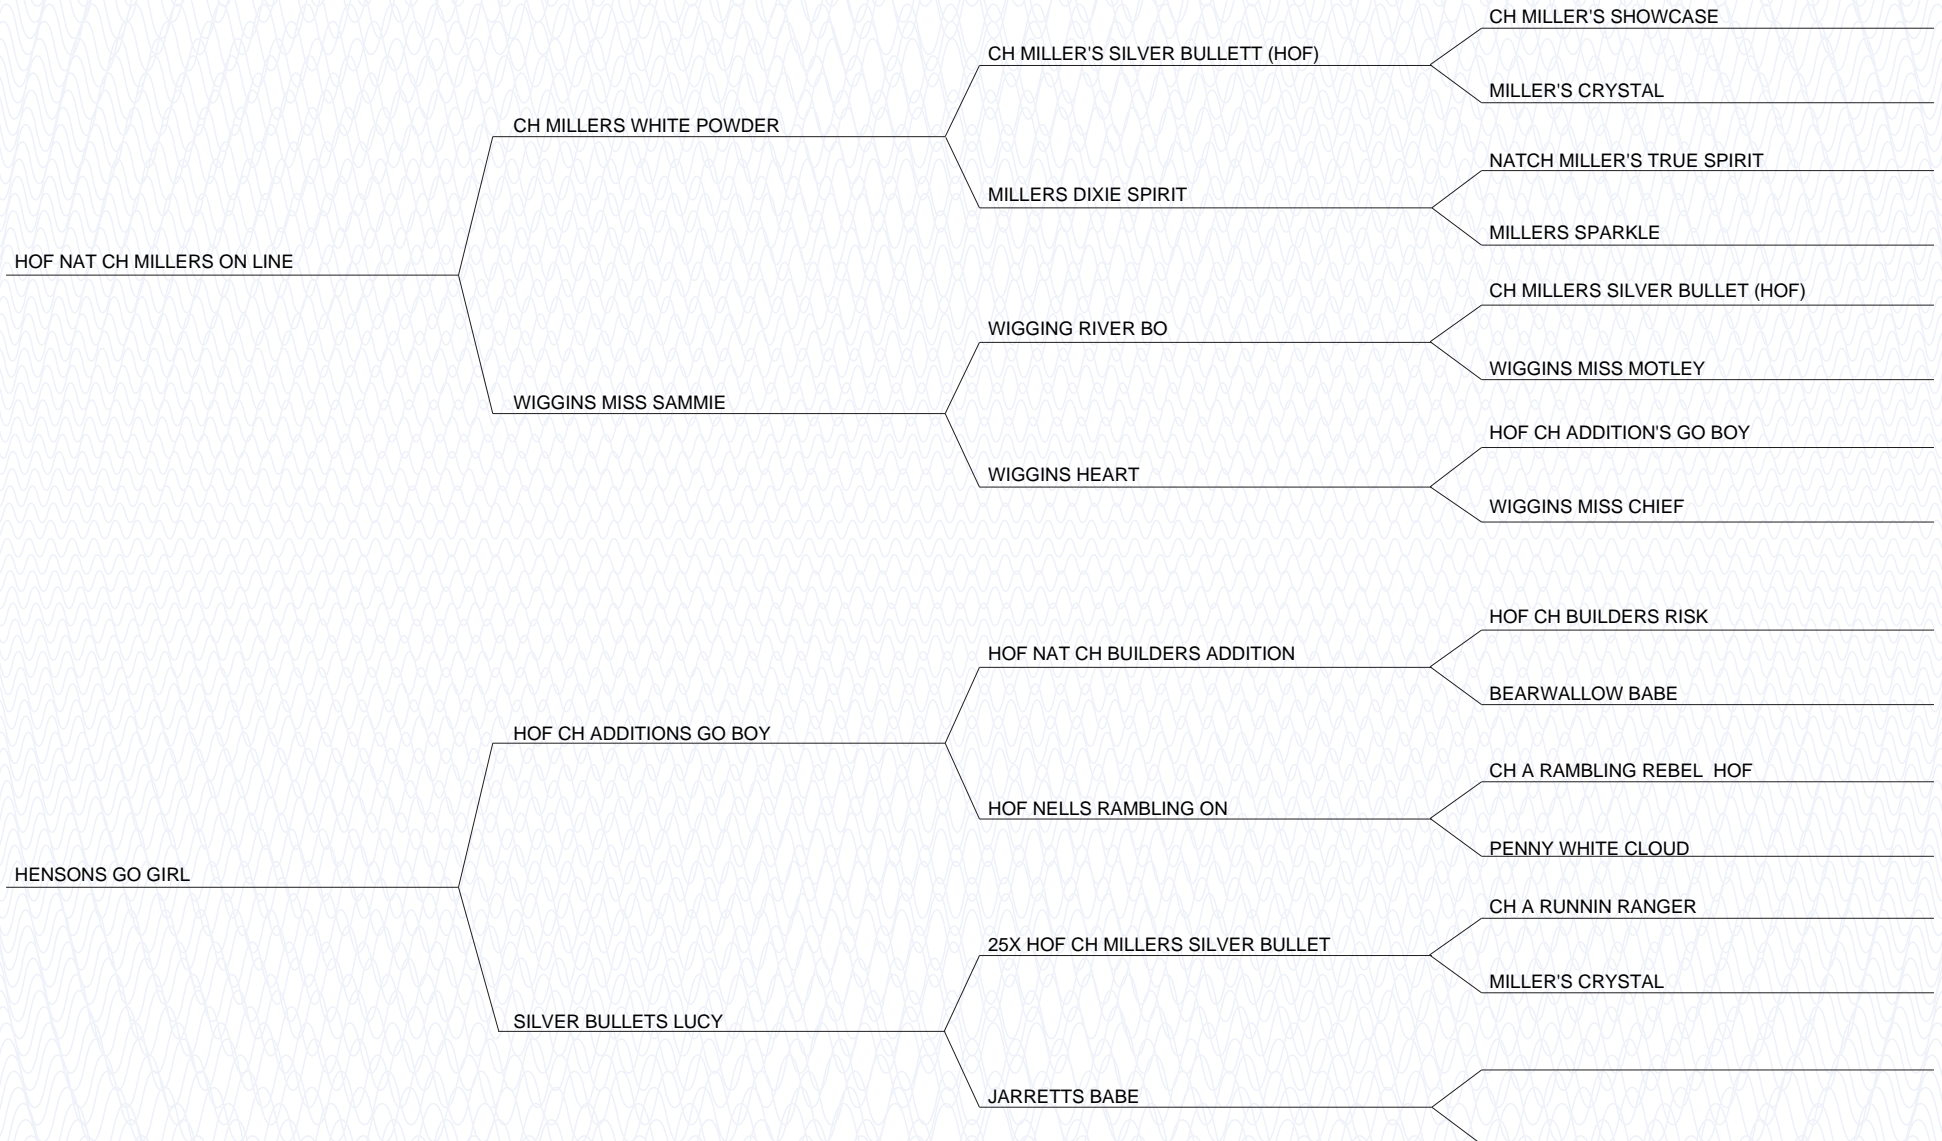 CH MILLER'S SHOWCASE
CH MILLER'S SILVER BULLETT (HOF)
MILLER'S CRYSTAL
CH MILLERS WHITE POWDER
NATCH MILLER'S TRUE SPIRIT
MILLERS DIXIE SPIRIT
MILLERS SPARKLE
HOF NAT CH MILLERS ON LINE
CH MILLERS SILVER BULLET (HOF)
WIGGING RIVER BO
WIGGINS MISS MOTLEY
WIGGINS MISS SAMMIE
HOF CH ADDITION'S GO BOY
WIGGINS HEART
WIGGINS MISS CHIEF
HOF CH BUILDERS RISK
HOF NAT CH BUILDERS ADDITION
BEARWALLOW BABE
HOF CH ADDITIONS GO BOY
CH A RAMBLING REBEL  HOF
HOF NELLS RAMBLING ON
PENNY WHITE CLOUD
HENSONS GO GIRL
CH A RUNNIN RANGER
25X HOF CH MILLERS SILVER BULLET
MILLER'S CRYSTAL
SILVER BULLETS LUCY
JARRETTS BABE